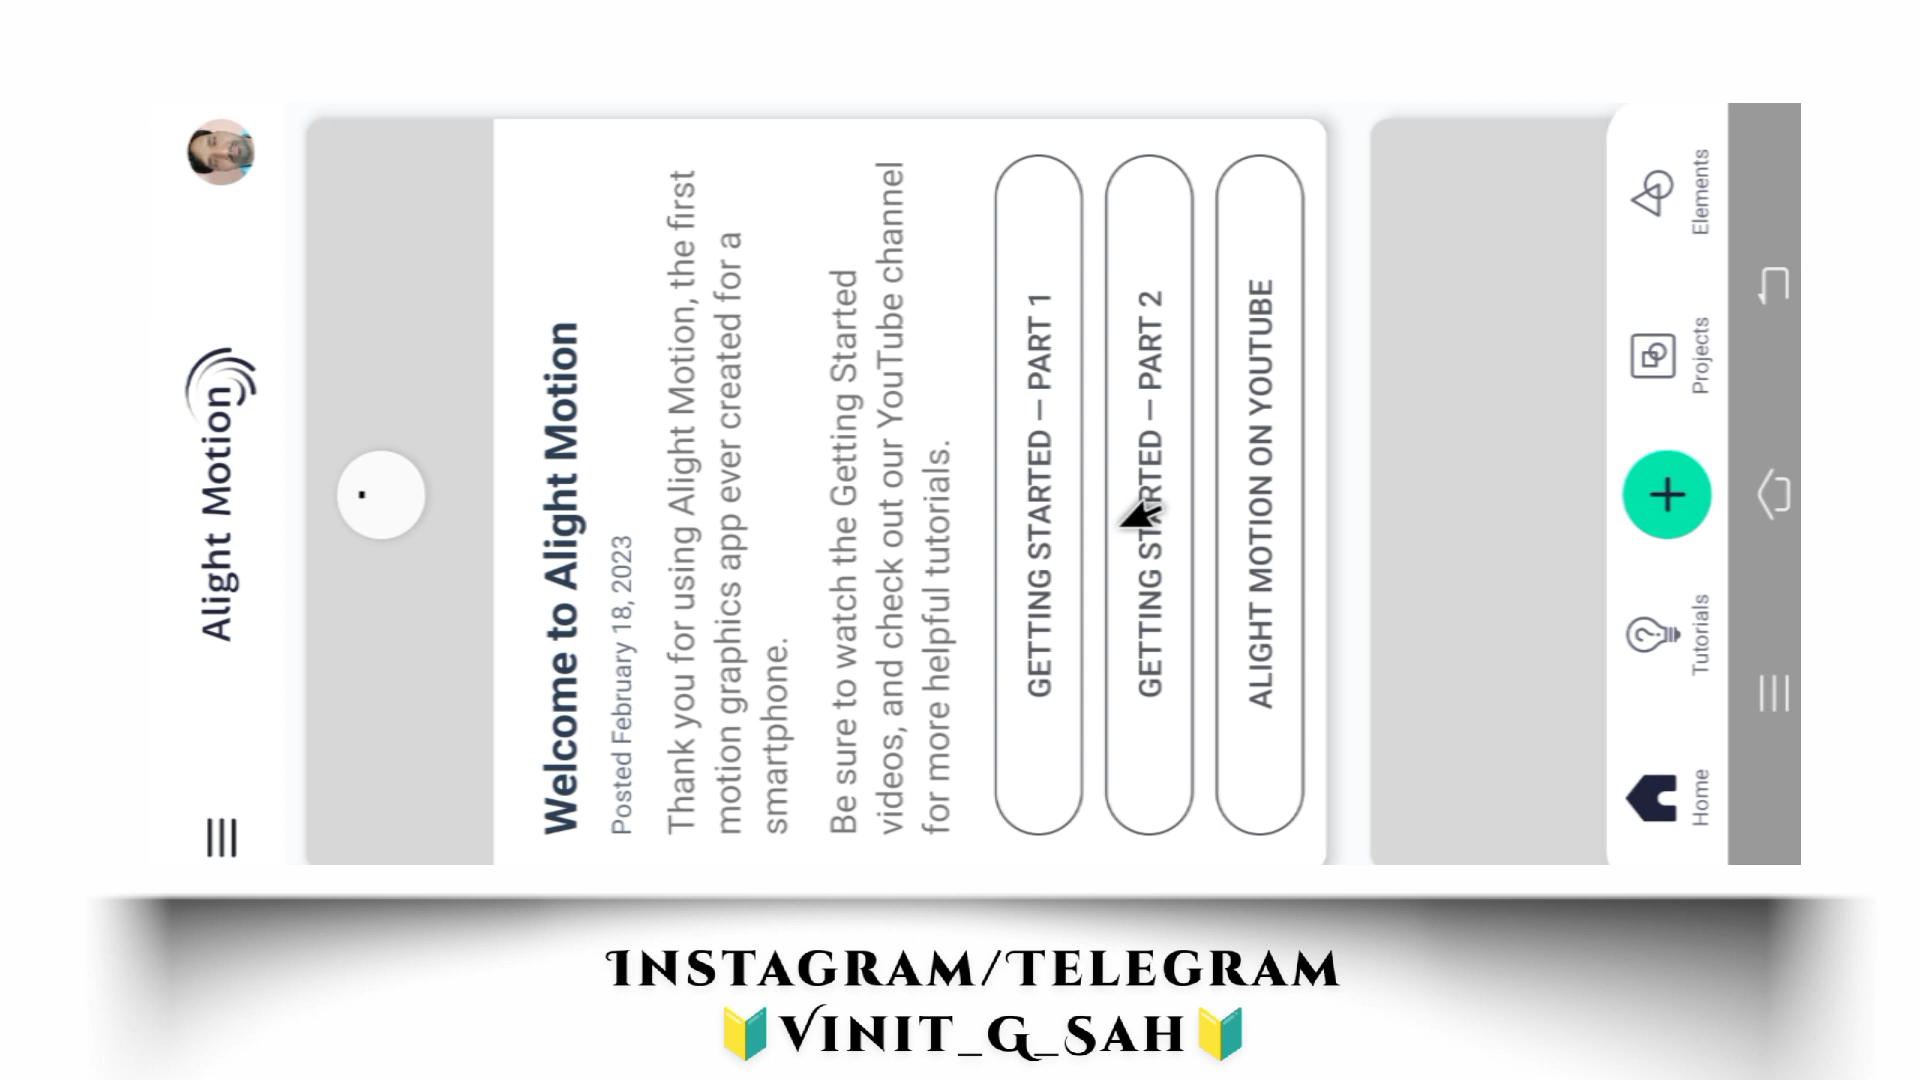 Alight Motion
Welcome to Alight Motion
Posted February 18, 2023
Thank you for using Alight Motion, the first
motion graphics app ever created for a
smartphone.
Be sure to watch the Getting Started
videos, and check out our YouTube channel
for more helpful tutorials.
GETTING STARTED – PART 1
GETTING STARTED – PART 2
ALIGHT MOTION ON YOUTUBE
Home
Tutorials
Projects
Elements
INSTAGRAM/TELEGRAM
🔰VINIT_G_SAH🔰